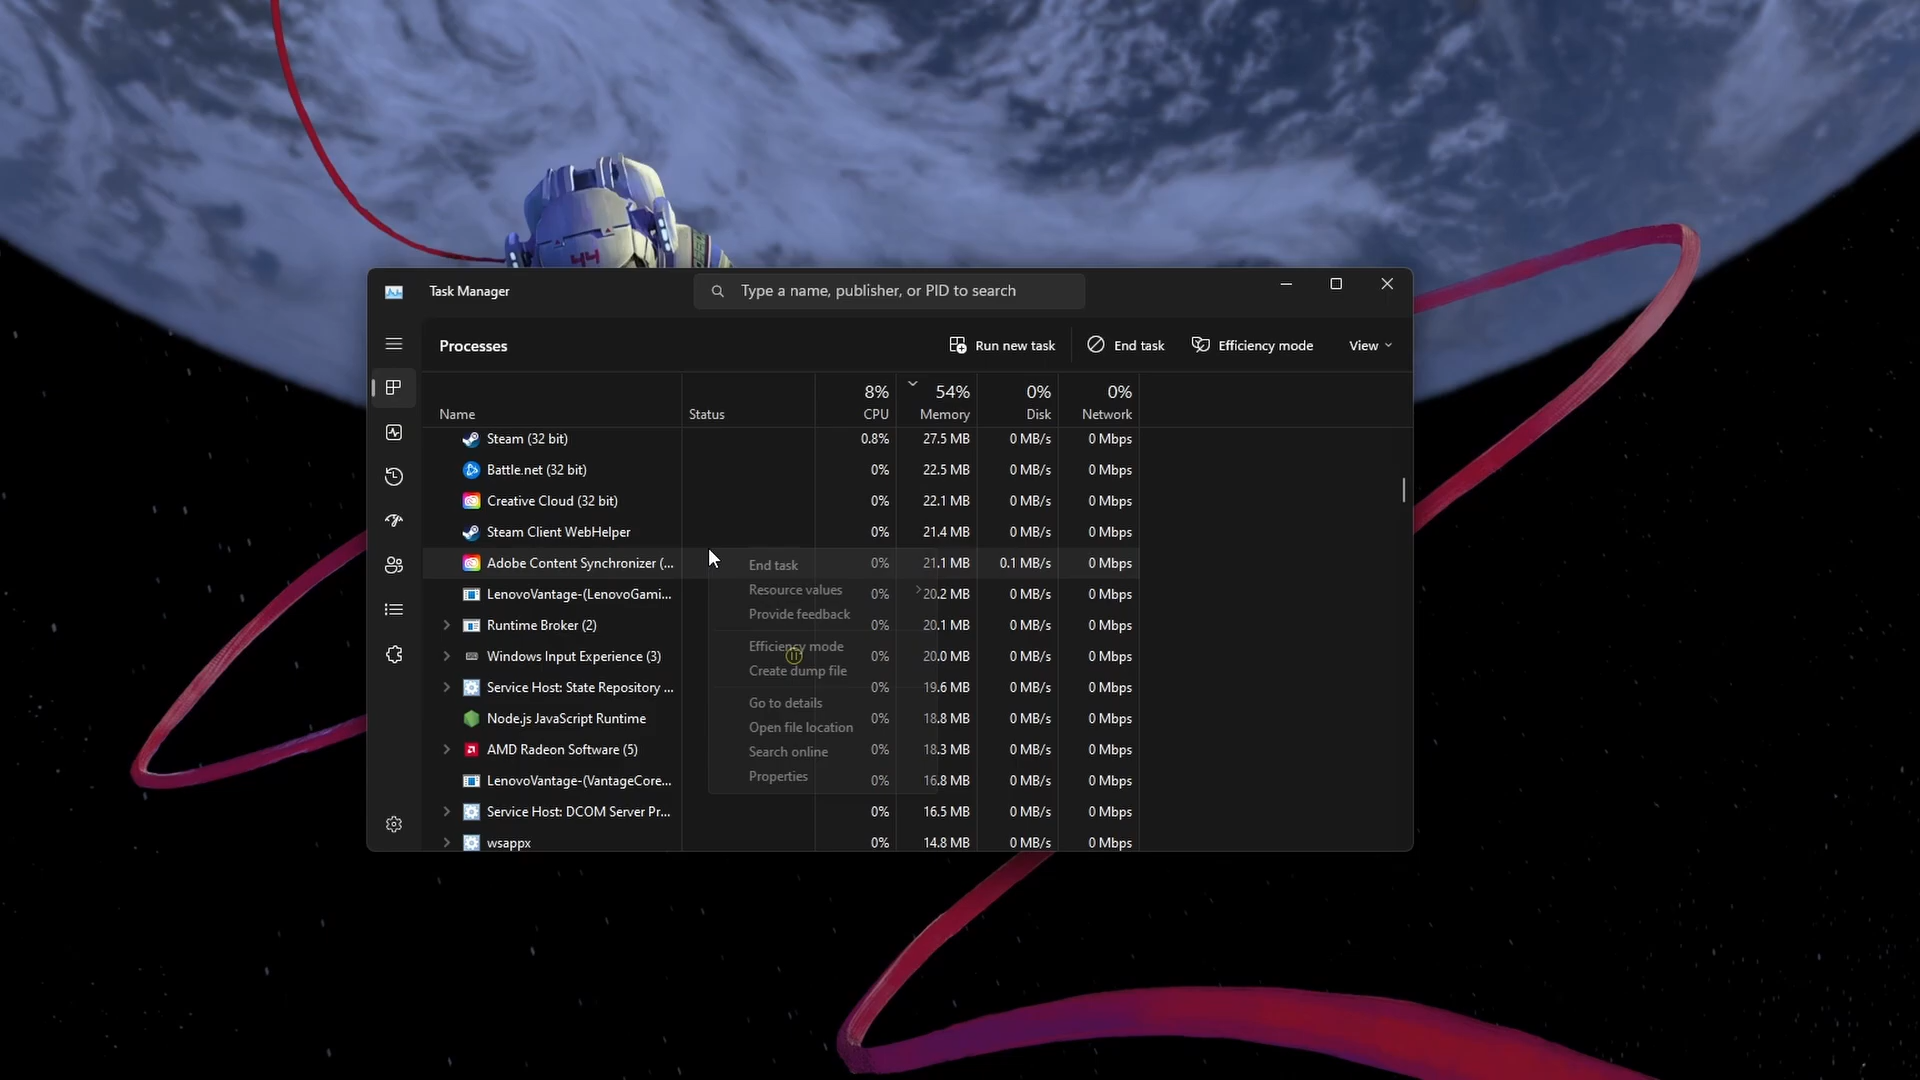 44
Task Manager
Type a name, publisher, or PID to search
Processes
Run new task
End task
Efficiency mode
View
8%
54%
0%
0%
Name
Status
CPU
Memory
Disk
Network
Steam (32 bit) 0.8% 27.5 MB 0 MB/s 0 Mbps
Battle.net (32 bit) 0% 22.5 MB 0 MB/s 0 Mbps
Creative Cloud (32 bit) 0% 22.1 MB 0 MB/s 0 Mbps
Steam Client WebHelper 0% 21.4 MB 0 MB/s 0 Mbps
Adobe Content Synchronizer (... 0% 21.1 MB 0.1 MB/s 0 Mbps
LenovoVantage-(LenovoGami... 0% 20.2 MB 0 MB/s 0 Mbps
Runtime Broker (2) 0% 20.1 MB 0 MB/s 0 Mbps
Windows Input Experience (3) 0% 20.0 MB 0 MB/s 0 Mbps
Service Host: State Repository ... 0% 19.6 MB 0 MB/s 0 Mbps
Node.js JavaScript Runtime 0% 18.8 MB 0 MB/s 0 Mbps
AMD Radeon Software (5) 0% 18.3 MB 0 MB/s 0 Mbps
LenovoVantage-(VantageCore... 0% 16.8 MB 0 MB/s 0 Mbps
Service Host: DCOM Server Pr... 0% 16.5 MB 0 MB/s 0 Mbps
wsappx 0% 14.8 MB 0 MB/s 0 Mbps
End task
Resource values
Provide feedback
Efficiency mode
Create dump file
Go to details
Open file location
Search online
Properties